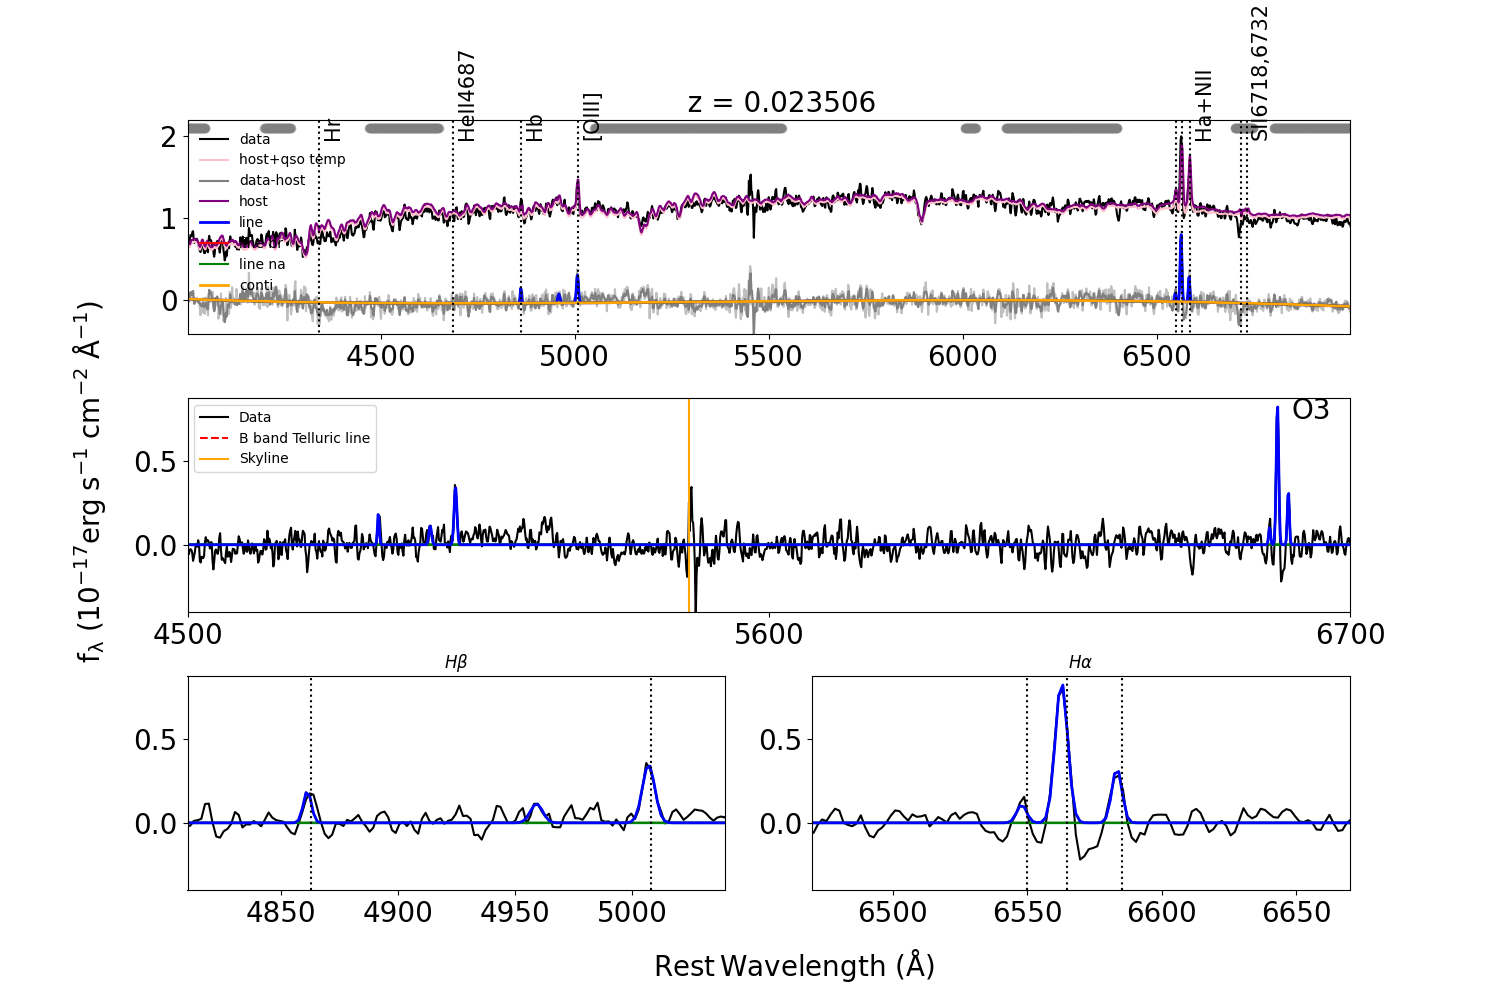 z = 0.023506
Hr
HeII4687
Hb
[OIII]
Ha+NII
SII6718,6732
data
host+qso temp
data-host
host
line
line na
conti
2
1
0
4500
5000
5500
6000
6500
Data
B band Telluric line
Skyline
O3
0.5
0.0
4500
5600
6700
fλ (10⁻¹⁷erg s⁻¹ cm⁻² Å⁻¹)
Hβ
0.5
0.0
4850
4900
4950
5000
Hα
0.5
0.0
6500
6550
6600
6650
Rest Wavelength (Å)